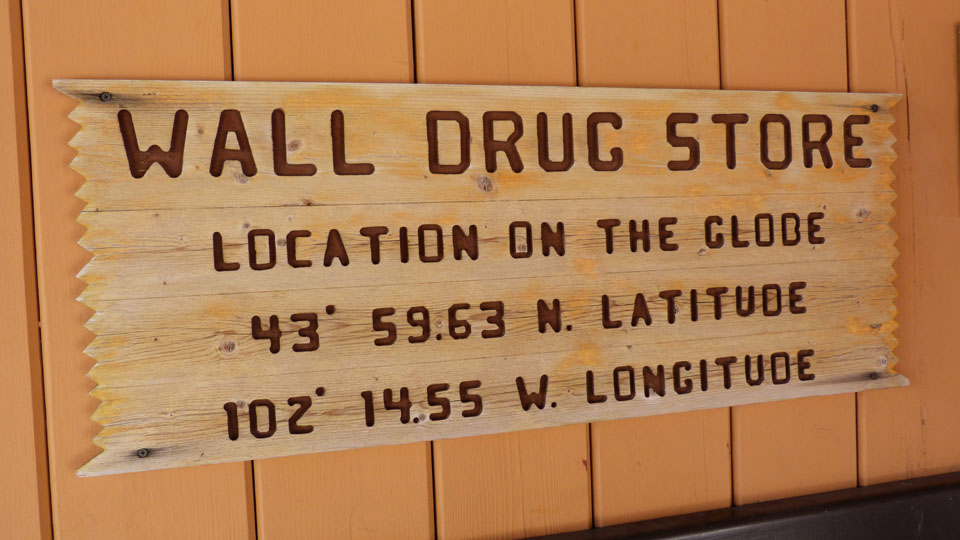 WALL DRUG STORE
LOCATION ON THE GLOBE
43° 59.63 N. LATITUDE
102° 14.55 W. LONGITUDE